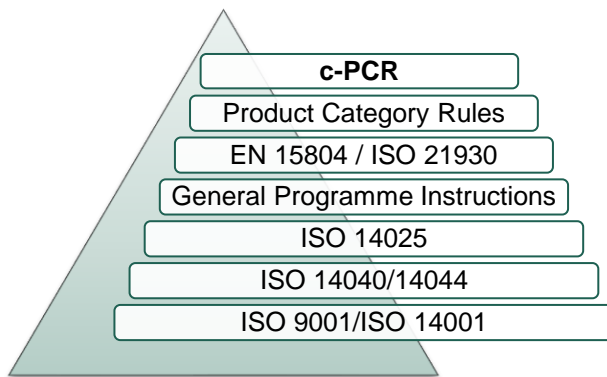 c-PCR
Product Category Rules
EN 15804 / ISO 21930
General Programme Instructions
ISO 14025
ISO 14040/14044
ISO 9001/ISO 14001